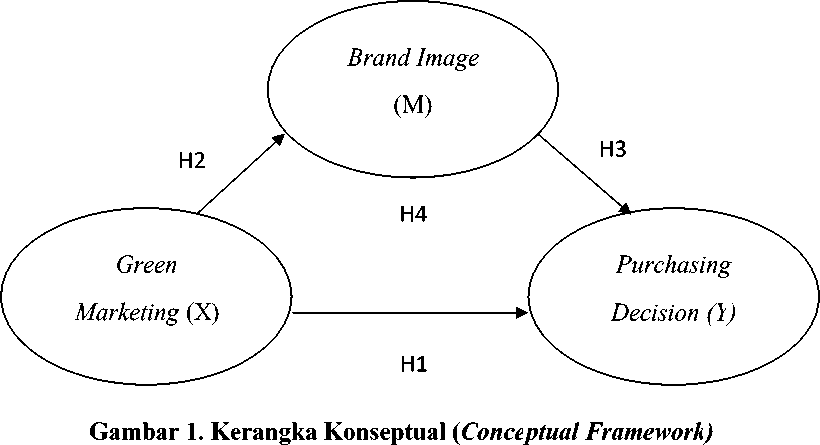 Brand Image
(M)
H2
H3
H4
Green
Marketing (X)
Purchasing
Decision (Y)
H1
Gambar 1. Kerangka Konseptual (Conceptual Framework)